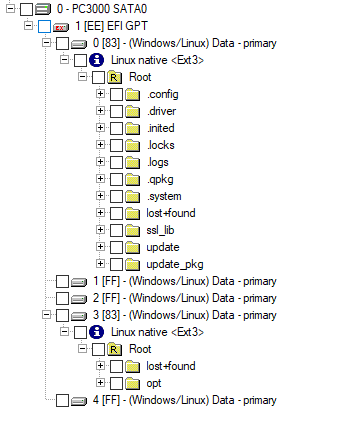 0 - PC3000 SATA0
1 [EE] EFI GPT
0 [83] - (Windows/Linux) Data - primary
Linux native <Ext3>
R Root
.config
.driver
.inited
.locks
.logs
.qpkg
.system
lost+found
ssl_lib
update
update_pkg
1 [FF] - (Windows/Linux) Data - primary
2 [FF] - (Windows/Linux) Data - primary
3 [83] - (Windows/Linux) Data - primary
Linux native <Ext3>
R Root
lost+found
opt
4 [FF] - (Windows/Linux) Data - primary